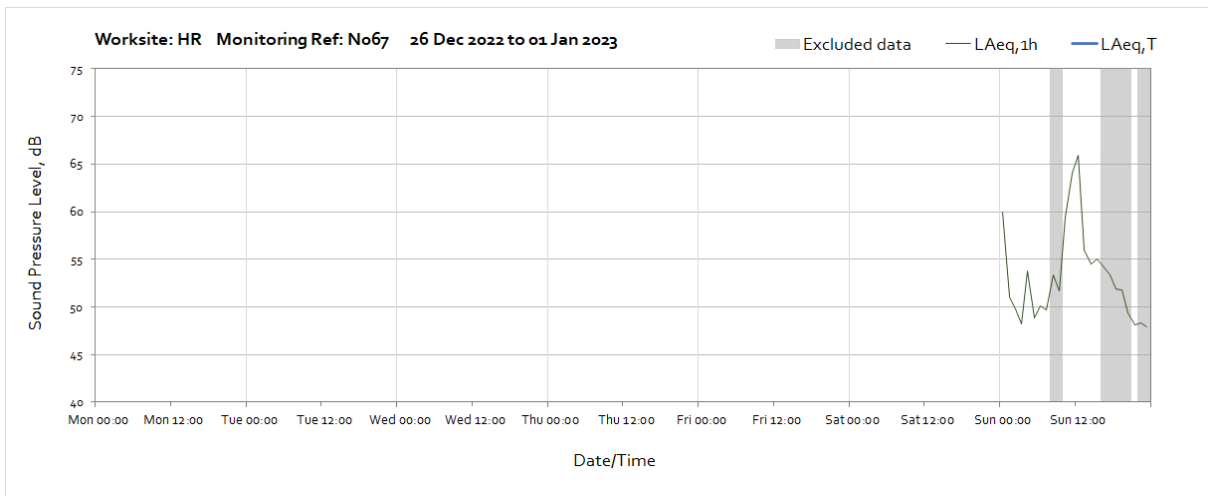 Worksite: HR Monitoring Ref: N067 26 Dec 2022 to 01 Jan 2023
Excluded data LAeq,1h LAeq,T
Sound Pressure Level, dB
75
70
65
60
55
50
45
40
Mon 00:00 Mon 12:00 Tue 00:00 Tue 12:00 Wed 00:00 Wed 12:00 Thu 00:00 Thu 12:00 Fri 00:00 Fri 12:00 Sat 00:00 Sat 12:00 Sun 00:00 Sun 12:00
Date/Time